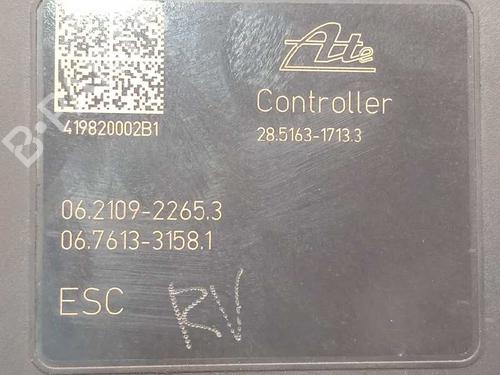 Ate
419820002B1
Controller
28.5163-1713.3
06.2109-2265.3
06.7613-3158.1
ESC
RV